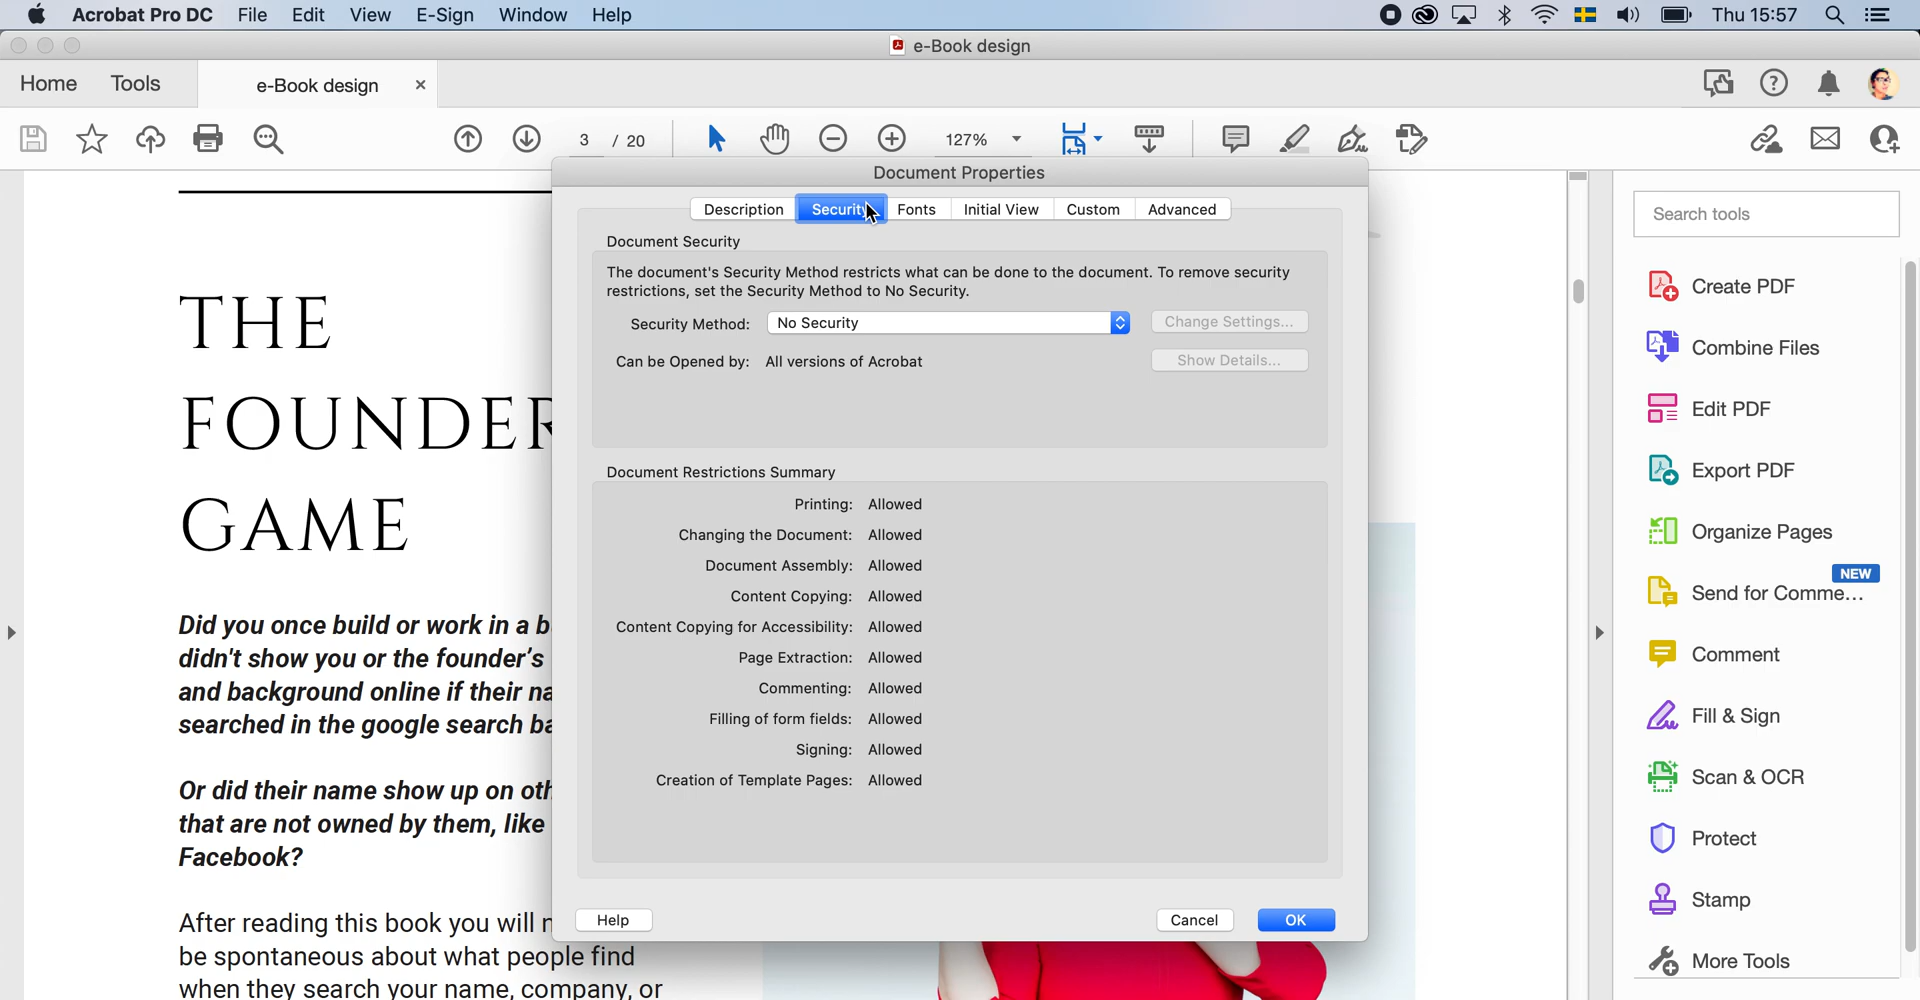 Acrobat Pro DC File Edit View E-Sign Window Help Thu 15:57
e-Book design
Home Tools e-Book design
3 / 20 127%
Document Properties
Description Security Fonts Initial View Custom Advanced
Document Security
The document's Security Method restricts what can be done to the document. To remove security
restrictions, set the Security Method to No Security.
Security Method: No Security Change Settings...
Can be Opened by: All versions of Acrobat Show Details...
Document Restrictions Summary
Printing: Allowed
Changing the Document: Allowed
Document Assembly: Allowed
Content Copying: Allowed
Content Copying for Accessibility: Allowed
Page Extraction: Allowed
Commenting: Allowed
Filling of form fields: Allowed
Signing: Allowed
Creation of Template Pages: Allowed
Help Cancel OK
THE
FOUNDER
GAME
Did you once build or work in a
didn't show you or the founder's
and background online if their
searched in the google search
Or did their name show up on
that are not owned by them, like
Facebook?
After reading this book you will
be spontaneous about what people find
when they search your name, company, or
Search tools
Create PDF
Combine Files
Edit PDF
Export PDF
Organize Pages
NEW
Send for Comme...
Comment
Fill & Sign
Scan & OCR
Protect
Stamp
More Tools